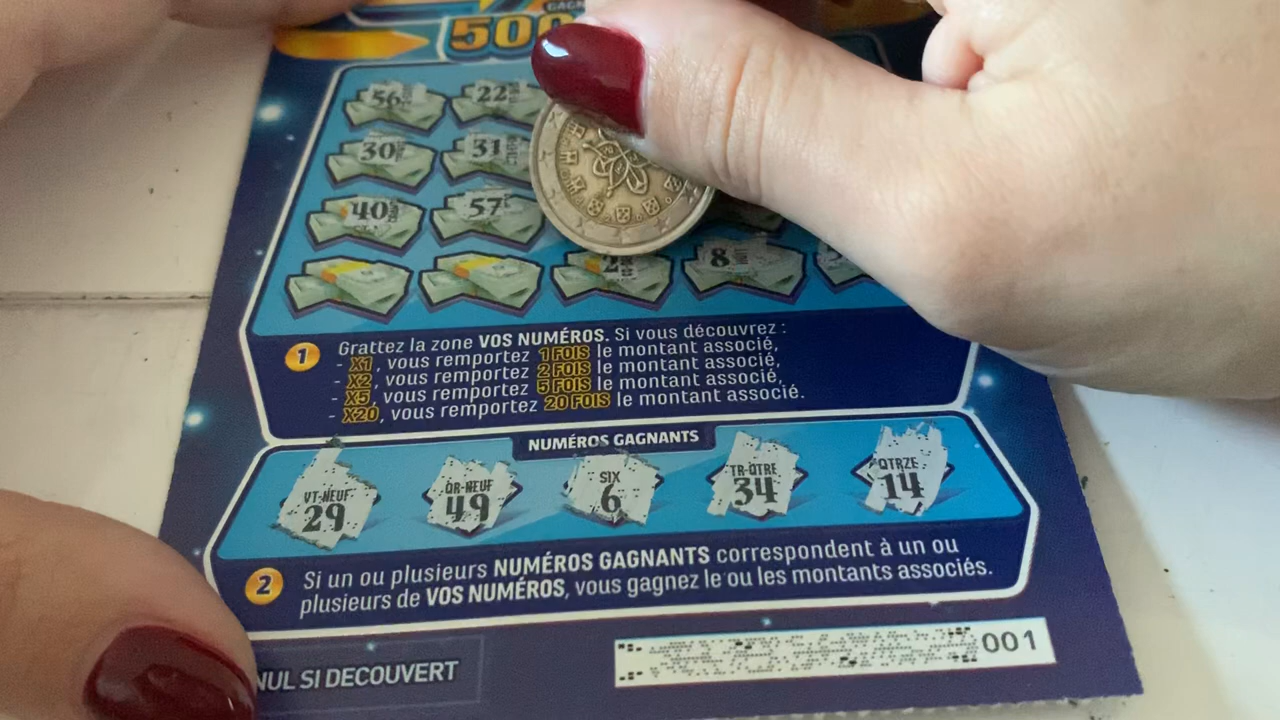 GAGN
500
56 22
30 31
40 57
8
1 Grattez la zone VOS NUMÉROS. Si vous découvrez :
- X1, vous remportez 1 FOIS le montant associé,
- X2, vous remportez 2 FOIS le montant associé,
- X5, vous remportez 5 FOIS le montant associé,
- X20, vous remportez 20 FOIS le montant associé.
NUMÉROS GAGNANTS
VT-NEUF QR-NEUF SIX TR-QTRE QTRZE
29 49 6 34 14
2 Si un ou plusieurs NUMÉROS GAGNANTS correspondent à un ou
plusieurs de VOS NUMÉROS, vous gagnez le ou les montants associés.
NUL SI DECOUVERT
001